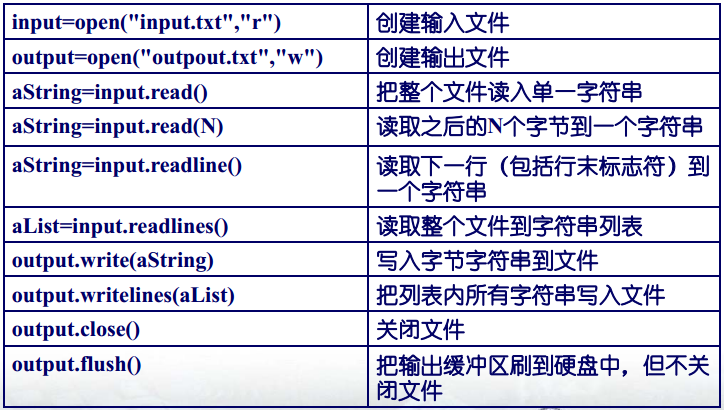 input=open("input.txt","r") 创建输入文件
output=open("outpout.txt","w") 创建输出文件
aString=input.read() 把整个文件读入单一字符串
aString=input.read(N) 读取之后的N个字节到一个字符串
aString=input.readline() 读取下一行（包括行末标志符）到
一个字符串
aList=input.readlines() 读取整个文件到字符串列表
output.write(aString) 写入字节字符串到文件
output.writelines(aList) 把列表内所有字符串写入文件
output.close() 关闭文件
output.flush() 把输出缓冲区刷到硬盘中，但不关
闭文件